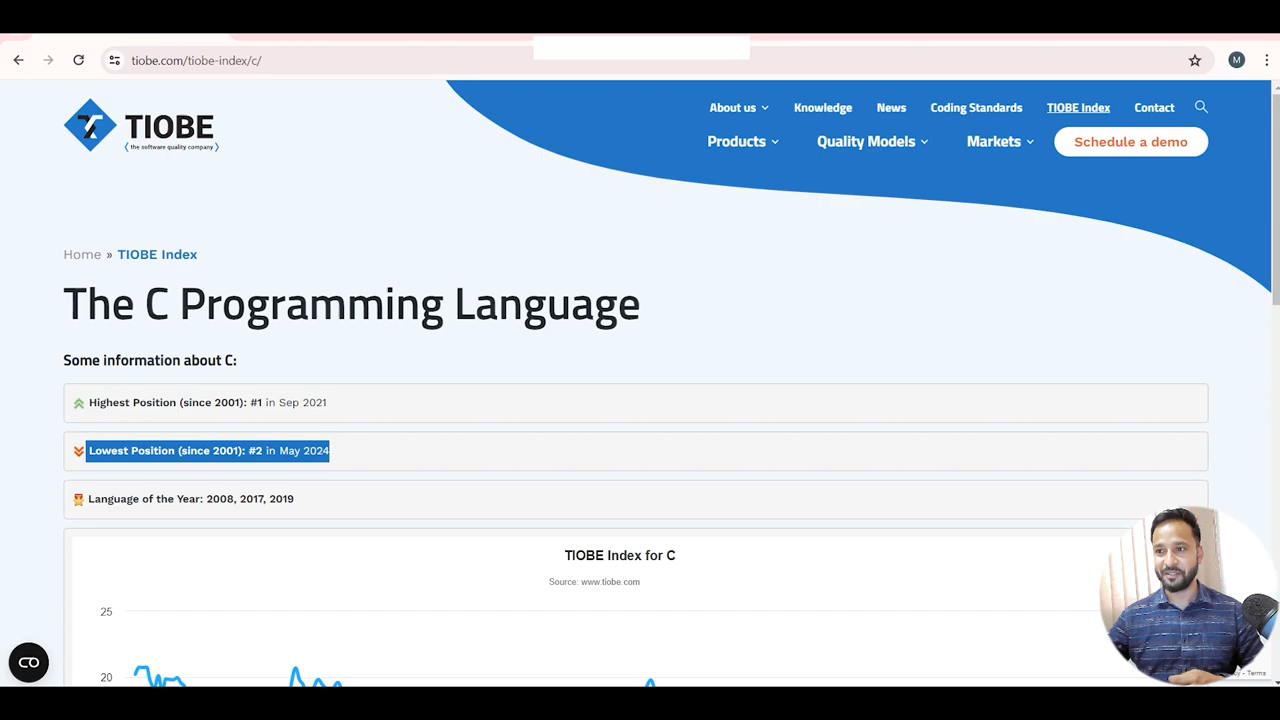 tiobe.com/tiobe-index/c/
M
TIOBE
( the software quality company )
About us
Knowledge
News
Coding Standards
TIOBE Index
Contact
Products
Quality Models
Markets
Schedule a demo
Home » TIOBE Index
The C Programming Language
Some information about C:
Highest Position (since 2001): #1 in Sep 2021
Lowest Position (since 2001): #2 in May 2024
Language of the Year: 2008, 2017, 2019
TIOBE Index for C
Source: www.tiobe.com
25
20
- Terms